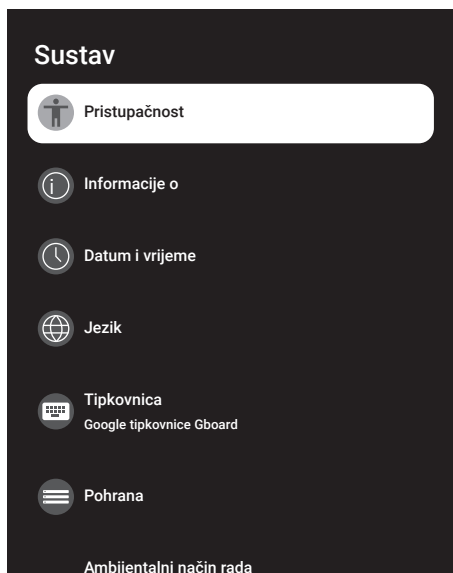 Sustav
Pristupačnost
Informacije o
Datum i vrijeme
Jezik
Tipkovnica
Google tipkovnice Gboard
Pohrana
Ambijentalni način rada